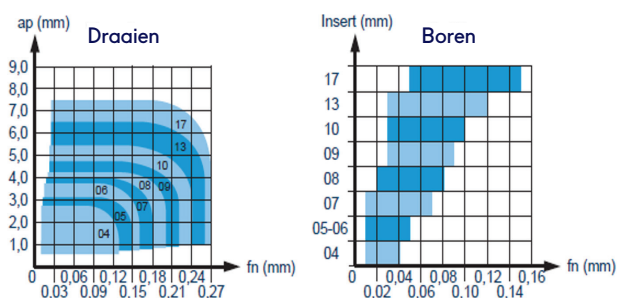 ap (mm)
Draaien
9,0
8,0
7,0
6,0
5,0
4,0
3,0
2,0
1,0
17
13
10
08 09
06
07
05
04
0 0,06 0,12 0,18 0,24
0.03 0.09 0.15 0.21 0.27
fn (mm)
Insert (mm)
Boren
17
13
10
09
08
07
05-06
04
0 0,04 0,08 0,12 0,16
0.02 0.06 0.10 0.14
fn (mm)